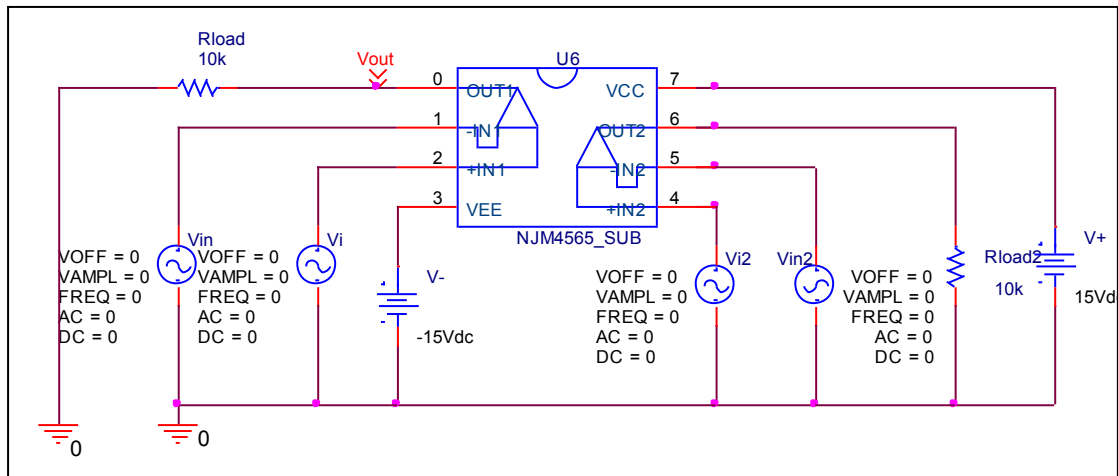 Rload
10k
Vout
U6
0
OUT1
VCC
7
1
-IN1
OUT2
6
2
+IN1
-IN2
5
3
VEE
+IN2
4
NJM4565_SUB
Vin
VOFF = 0
VAMPL = 0
FREQ = 0
AC = 0
DC = 0
Vi
VOFF = 0
VAMPL = 0
FREQ = 0
AC = 0
DC = 0
V-
-15Vdc
Vi2
VOFF = 0
VAMPL = 0
FREQ = 0
AC = 0
DC = 0
Vin2
VOFF = 0
VAMPL = 0
FREQ = 0
AC = 0
DC = 0
Rload2
10k
V+
15Vd
0
0